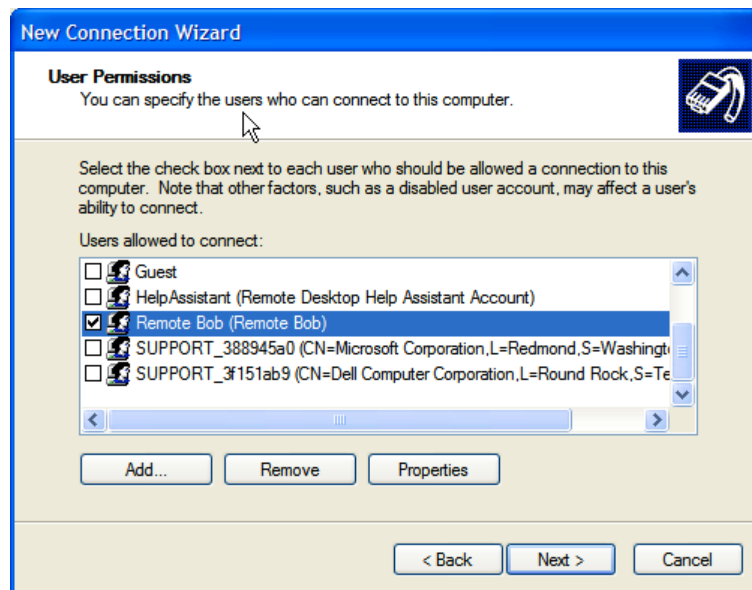 New Connection Wizard
User Permissions
You can specify the users who can connect to this computer.
Select the check box next to each user who should be allowed a connection to this
computer. Note that other factors, such as a disabled user account, may affect a user's
ability to connect.
Users allowed to connect:
Guest
HelpAssistant (Remote Desktop Help Assistant Account)
Remote Bob (Remote Bob)
SUPPORT_388945a0 (CN=Microsoft Corporation,L=Redmond,S=Washingt
SUPPORT_3f151ab9 (CN=Dell Computer Corporation,L=Round Rock,S=Te
Add... Remove Properties
< Back Next > Cancel